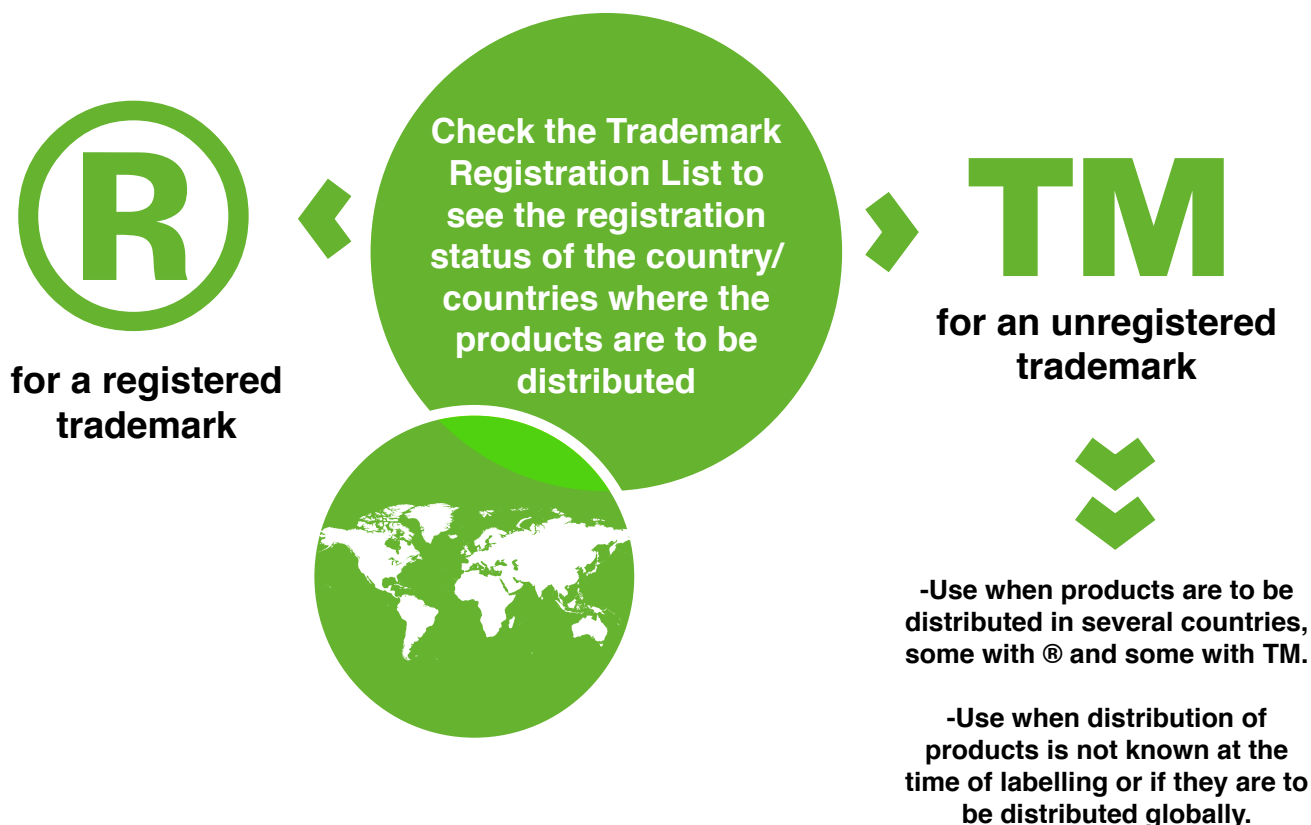 ®
for a registered
trademark
Check the Trademark
Registration List to
see the registration
status of the country/
countries where the
products are to be
distributed
TM
for an unregistered
trademark
-Use when products are to be
distributed in several countries,
some with ® and some with TM.
-Use when distribution of
products is not known at the
time of labelling or if they are to
be distributed globally.